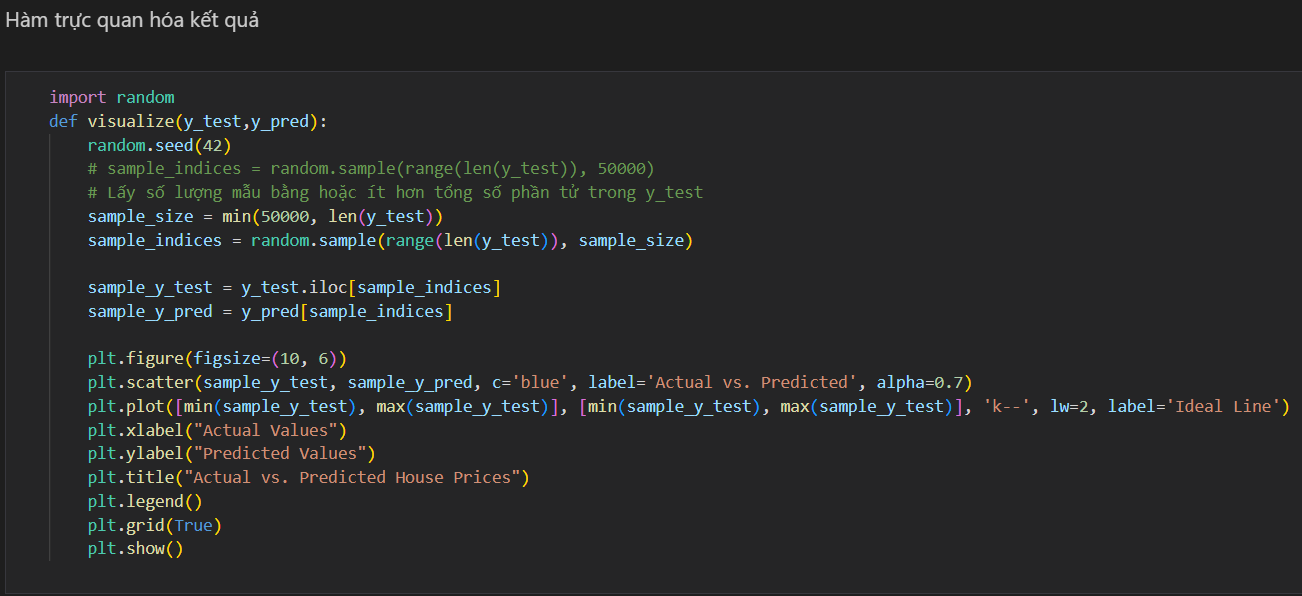 Hàm trực quan hóa kết quả
import random
def visualize(y_test,y_pred):
    random.seed(42)
    # sample_indices = random.sample(range(len(y_test)), 50000)
    # Lấy số lượng mẫu bằng hoặc ít hơn tổng số phần tử trong y_test
    sample_size = min(50000, len(y_test))
    sample_indices = random.sample(range(len(y_test)), sample_size)
    sample_y_test = y_test.iloc[sample_indices]
    sample_y_pred = y_pred[sample_indices]
    plt.figure(figsize=(10, 6))
    plt.scatter(sample_y_test, sample_y_pred, c='blue', label='Actual vs. Predicted', alpha=0.7)
    plt.plot([min(sample_y_test), max(sample_y_test)], [min(sample_y_test), max(sample_y_test)], 'k--', lw=2, label='Ideal Line')
    plt.xlabel("Actual Values")
    plt.ylabel("Predicted Values")
    plt.title("Actual vs. Predicted House Prices")
    plt.legend()
    plt.grid(True)
    plt.show()